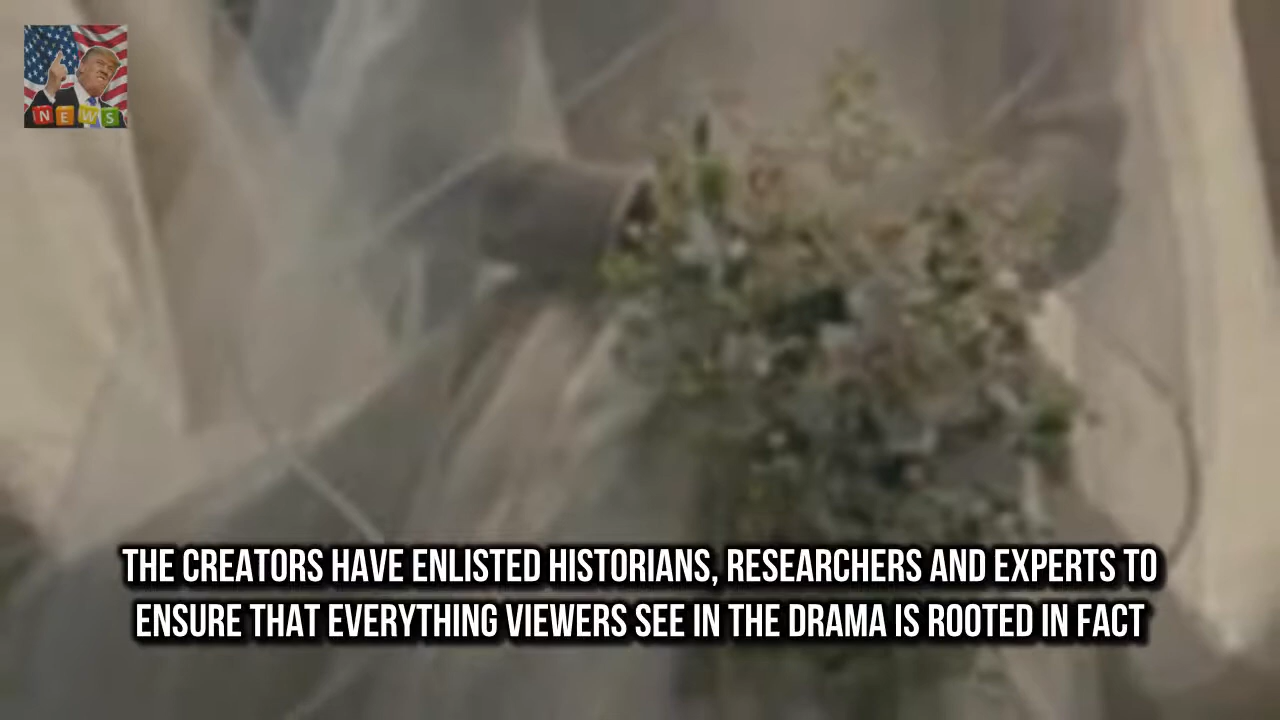 NEWS
THE CREATORS HAVE ENLISTED HISTORIANS, RESEARCHERS AND EXPERTS TO
ENSURE THAT EVERYTHING VIEWERS SEE IN THE DRAMA IS ROOTED IN FACT